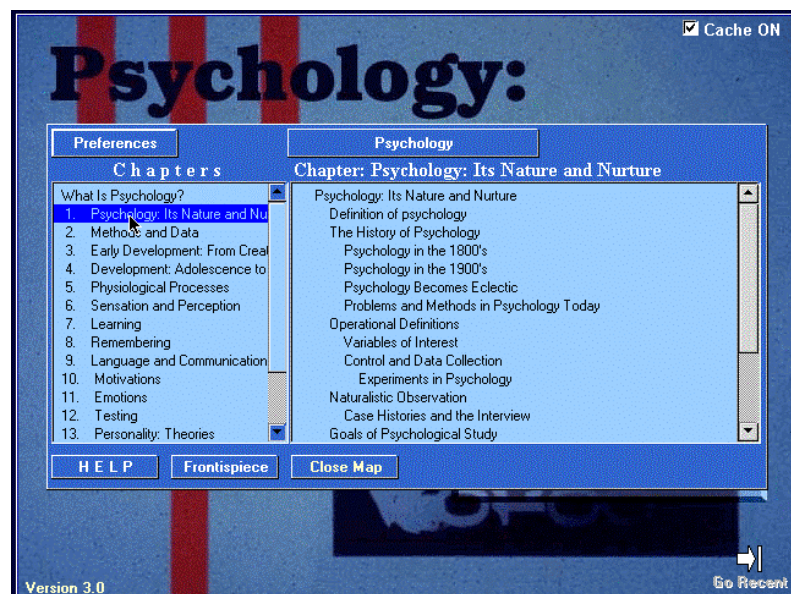 Cache ON
Psychology:
Preferences
Psychology
Chapters
Chapter: Psychology: Its Nature and Nurture
What Is Psychology?
1. Psychology: Its Nature and Nu
2. Methods and Data
3. Early Development: From Creat
4. Development: Adolescence to
5. Physiological Processes
6. Sensation and Perception
7. Learning
8. Remembering
9. Language and Communication
10. Motivations
11. Emotions
12. Testing
13. Personality: Theories
Psychology: Its Nature and Nurture
Definition of psychology
The History of Psychology
Psychology in the 1800's
Psychology in the 1900's
Psychology Becomes Eclectic
Problems and Methods in Psychology Today
Operational Definitions
Variables of Interest
Control and Data Collection
Experiments in Psychology
Naturalistic Observation
Case Histories and the Interview
Goals of Psychological Study
HELP
Frontispiece
Close Map
Go Recent
Version 3.0